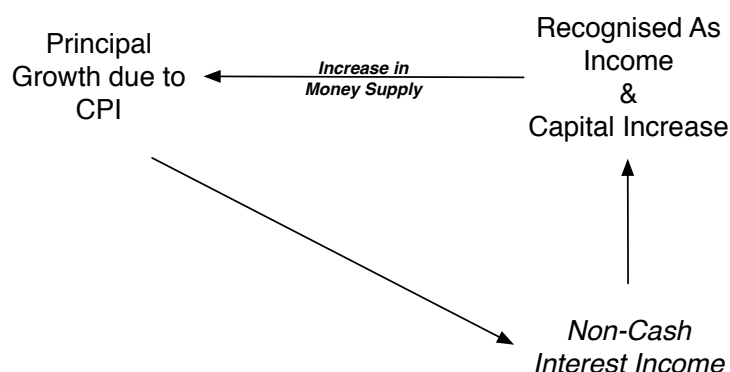 Principal
Growth due to
CPI
Increase in
Money Supply
Recognised As
Income
&
Capital Increase
Non-Cash
Interest Income